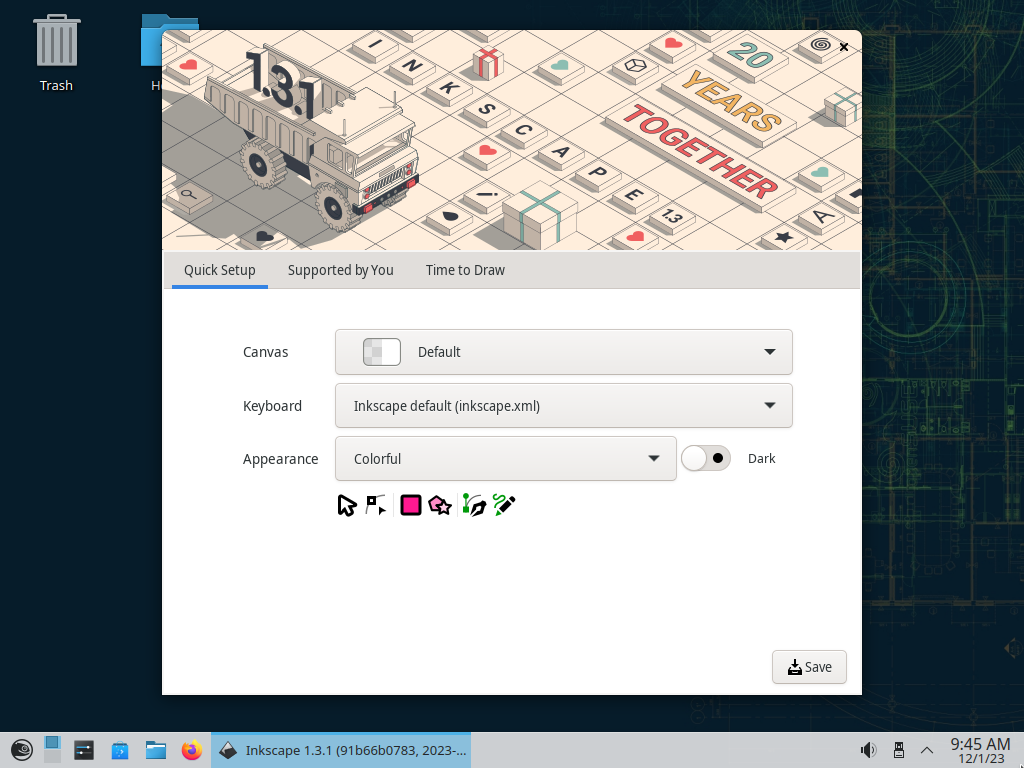 Trash
1.3.1
INKSCAPE 1.3
20
YEARS
TOGETHER
Quick Setup
Supported by You
Time to Draw
Canvas
Default
Keyboard
Inkscape default (inkscape.xml)
Appearance
Colorful
Dark
Save
Inkscape 1.3.1 (91b66b0783, 2023-...
9:45 AM
12/1/23